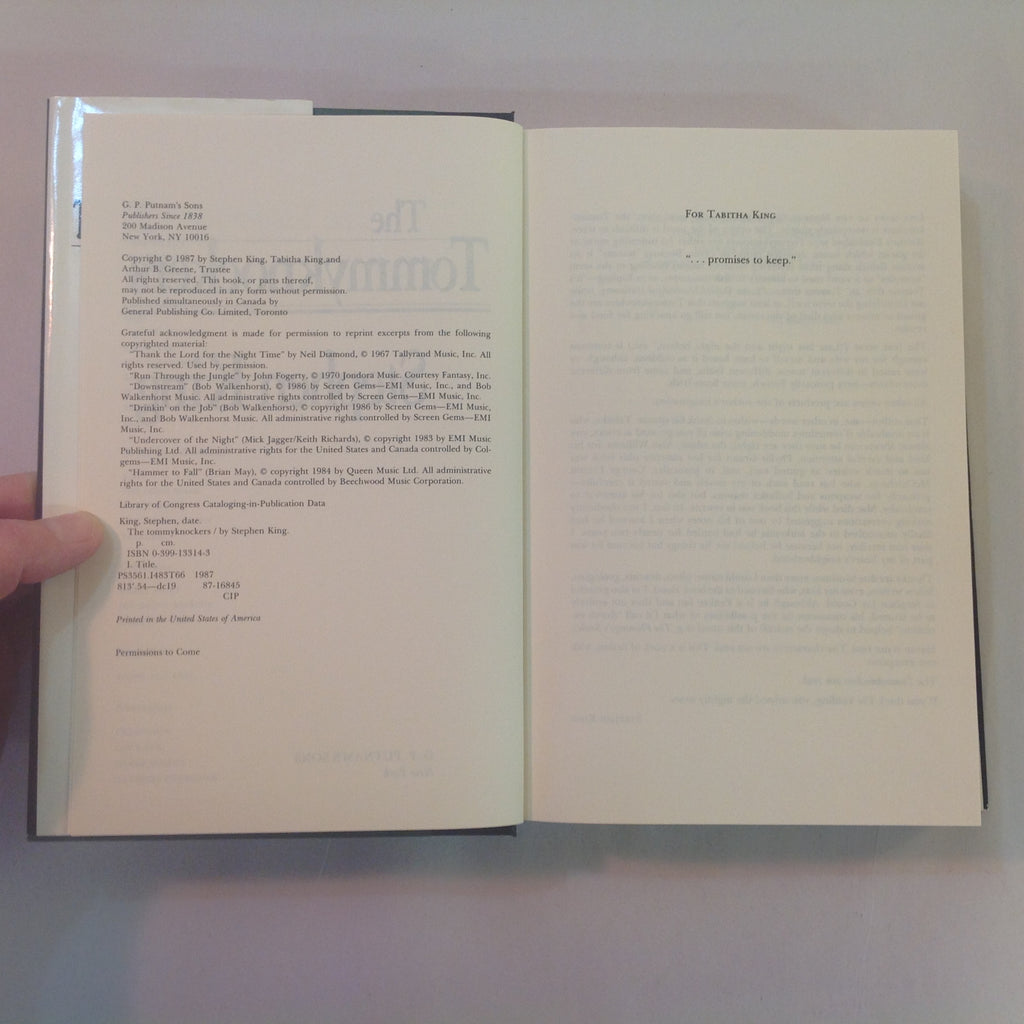 G. P. Putnam's Sons
Publishers Since 1838
200 Madison Avenue
New York, NY 10016
Copyright © 1987 by Stephen King, Tabitha King, and
Arthur B. Greene, Trustee
All rights reserved. This book, or parts thereof,
may not be reproduced in any form without permission.
Published simultaneously in Canada by
General Publishing Co. Limited, Toronto
Grateful acknowledgment is made for permission to reprint excerpts from the following
copyrighted material:
"Thank the Lord for the Night Time" by Neil Diamond, © 1967 Tallyrand Music, Inc. All
rights reserved. Used by permission.
"Run Through the Jungle" by John Fogerty, © 1970 Jondora Music. Courtesy Fantasy, Inc.
"Downstream" (Bob Walkenhorst), © 1986 by Screen Gems—EMI Music, Inc., and Bob
Walkenhorst Music. All administrative rights controlled by Screen Gems—EMI Music, Inc.
"Drinkin' on the Job" (Bob Walkenhorst), © copyright 1986 by Screen Gems—EMI Music,
Inc., and Bob Walkenhorst Music. All administrative rights controlled by Screen Gems—EMI
Music, Inc.
"Undercover of the Night" (Mick Jagger/Keith Richards), © copyright 1983 by EMI Music
Publishing Ltd. All administrative rights for the United States and Canada controlled by Col-
gems—EMI Music, Inc.
"Hammer to Fall" (Brian May), © copyright 1984 by Queen Music Ltd. All administrative
rights for the United States and Canada controlled by Beechwood Music Corporation.
Library of Congress Cataloging-in-Publication Data
King, Stephen, date.
The tommyknockers / by Stephen King.
p. cm.
ISBN 0-399-13314-3
I. Title.
PS3561.I483T66 1987
813'.54—dc19 87-16845
CIP
Printed in the United States of America
Permissions to Come
For Tabitha King
". . . promises to keep."